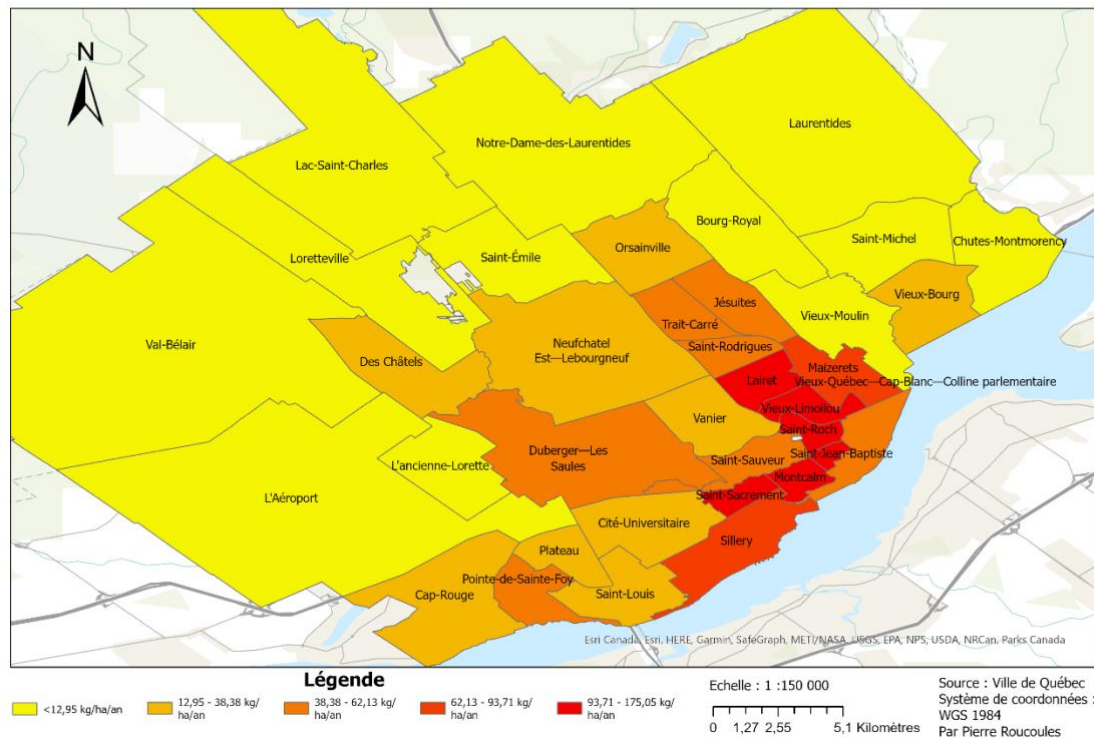 N
Laurentides
Notre-Dame-des-Laurentides
Lac-Saint-Charles
Bourg-Royal
Saint-Michel
Chutes-Montmorency
Orsainville
Loretteville
Saint-Émile
Vieux-Bourg
Jésuites
Vieux-Moulin
Trait-Carré
Val-Bélair
Neufchatel
Est—Lebourgneuf
Saint-Rodrigues
Des Châtels
Maizerets
Lairet
Vieux-Québec—Cap-Blanc—Colline parlementaire
Vieux-Limoilou
Vanier
Saint-Roch
Duberger—Les
Saules
Saint-Sauveur
Saint-Jean-Baptiste
L'ancienne-Lorette
Montcalm
L'Aéroport
Saint-Sacrement
Cité-Universitaire
Sillery
Plateau
Pointe-de-Sainte-Foy
Cap-Rouge
Saint-Louis
Esri Canada, Esri, HERE, Garmin, SafeGraph, METI/NASA, USGS, EPA, NPS, USDA, NRCan, Parks Canada
Légende
<12,95 kg/ha/an
12,95 - 38,38 kg/
ha/an
38,38 - 62,13 kg/
ha/an
62,13 - 93,71 kg/
ha/an
93,71 - 175,05 kg/
ha/an
Echelle : 1 :150 000
0 1,27 2,55 5,1 Kilomètres
Source : Ville de Québec
Système de coordonnées :
WGS 1984
Par Pierre Roucoules